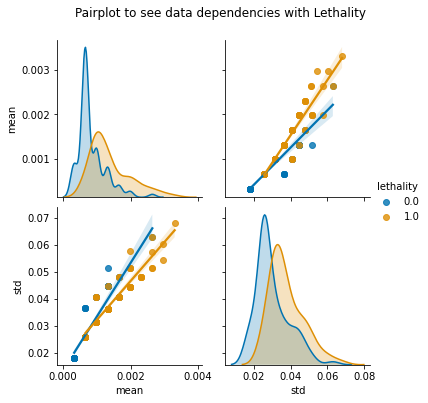 Pairplot to see data dependencies with Lethality
0.003
0.002
0.001
mean
lethality
0.0
1.0
0.07
0.06
0.05
0.04
0.03
0.02
std
0.000 0.002 0.004
mean
0.02 0.04 0.06 0.08
std